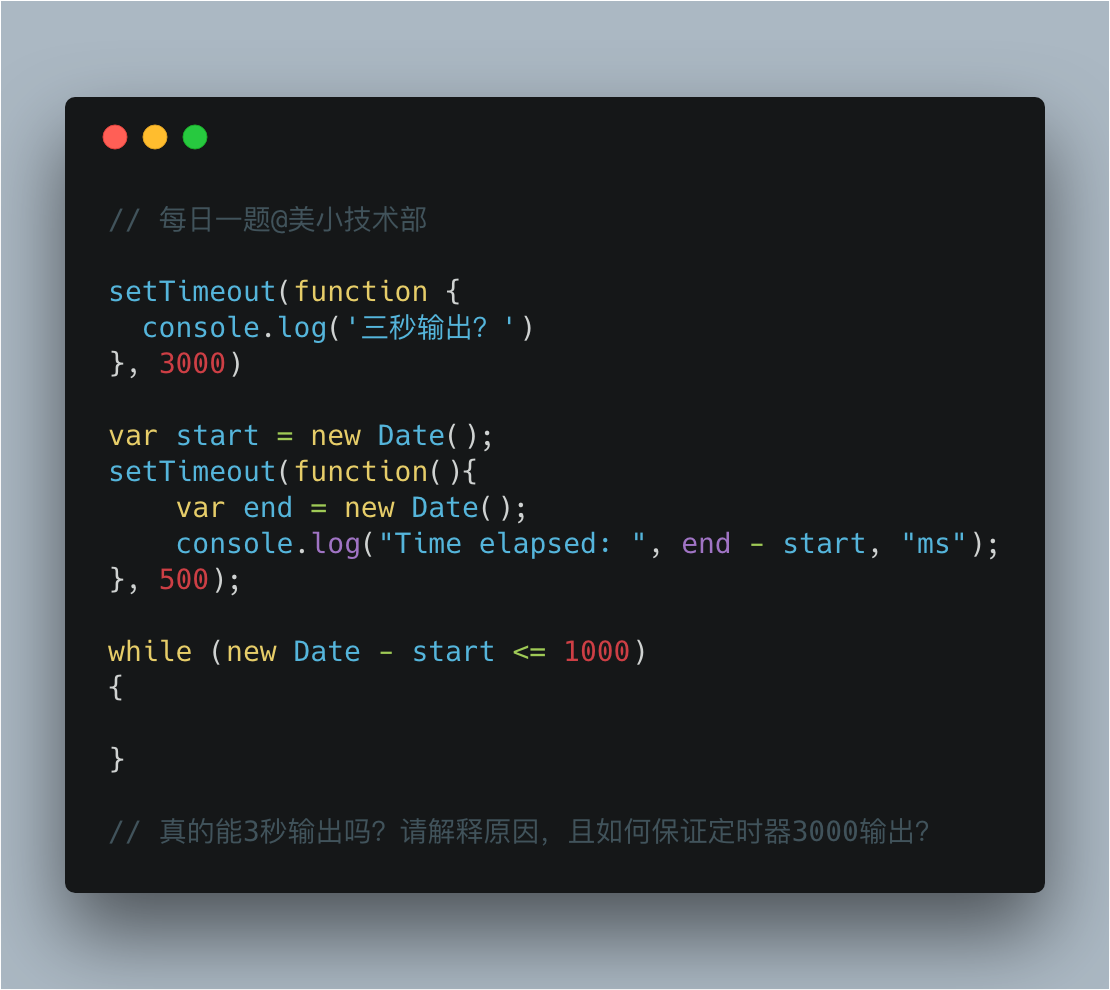 // 每日一题@美小技术部
setTimeout(function {
  console.log('三秒输出？')
}, 3000)
var start = new Date();
setTimeout(function(){
    var end = new Date();
    console.log("Time elapsed: ", end - start, "ms");
}, 500);
while (new Date - start <= 1000)
{
}
// 真的能3秒输出吗？请解释原因，且如何保证定时器3000输出？